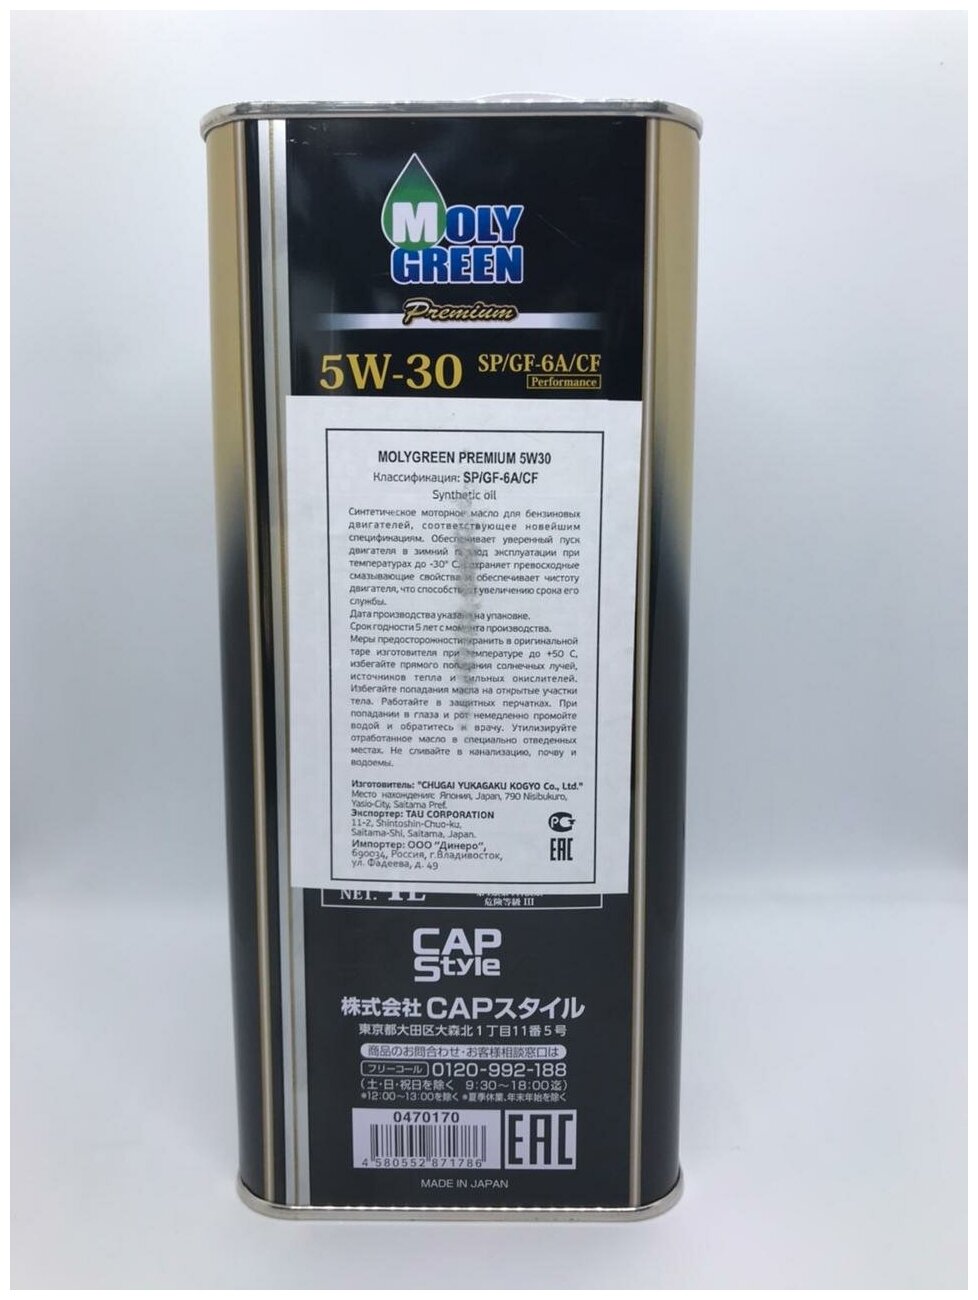 MOLY
GREEN
Premium
5W-30 SP/GF-6A/CF
Performance
MOLYGREEN PREMIUM 5W30
Классификация: SP/GF-6A/CF
Synthetic oil
Синтетическое моторное масло для бензиновых
двигателей, соответствующее новейшим
спецификациям. Обеспечивает уверенный пуск
двигателя в зимний период эксплуатации при
температурах до -30° С, сохраняет превосходные
смазывающие свойства и обеспечивает чистоту
двигателя, что способствует увеличению срока его
службы.
Дата производства указана на упаковке.
Срок годности 5 лет с момента производства.
Меры предосторожности: хранить в оригинальной
таре изготовителя при температуре до +50 С,
избегайте прямого попадания солнечных лучей,
источников тепла и сильных окислителей.
Избегайте попадания масла на открытые участки
тела. Работайте в защитных перчатках. При
попадании в глаза и рот немедленно промойте
водой и обратитесь к врачу. Утилизируйте
отработанное масло в специально отведенных
местах. Не сливайте в канализацию, почву и
водоемы.
Изготовитель: "CHUGAI YUKAGAKU KOGYO Co., Ltd."
Место нахождения: Япония, Japan, 790 Nisibukuro,
Yasio-City, Saitama Pref.
Экспортер: TAU CORPORATION
11-2, Shintoshin-Chuo-ku,
Saitama-Shi, Saitama, Japan.
Импортер: ООО "Динеро",
690034, Россия, г.Владивосток,
ул. Фадеева, д. 49
РСТ
EAC
NET. 4L
危険等級 III
CAP
Style
株式会社 CAPスタイル
東京都大田区大森北1丁目11番5号
商品のお問合わせ・お客様相談窓口は
フリーコール 0120-992-188
(土・日・祝日を除く 9:30〜18:00迄)
*12:00〜13:00を除く *夏季休業、年末年始を除く
0470170
4 580552 871786
EAC
MADE IN JAPAN